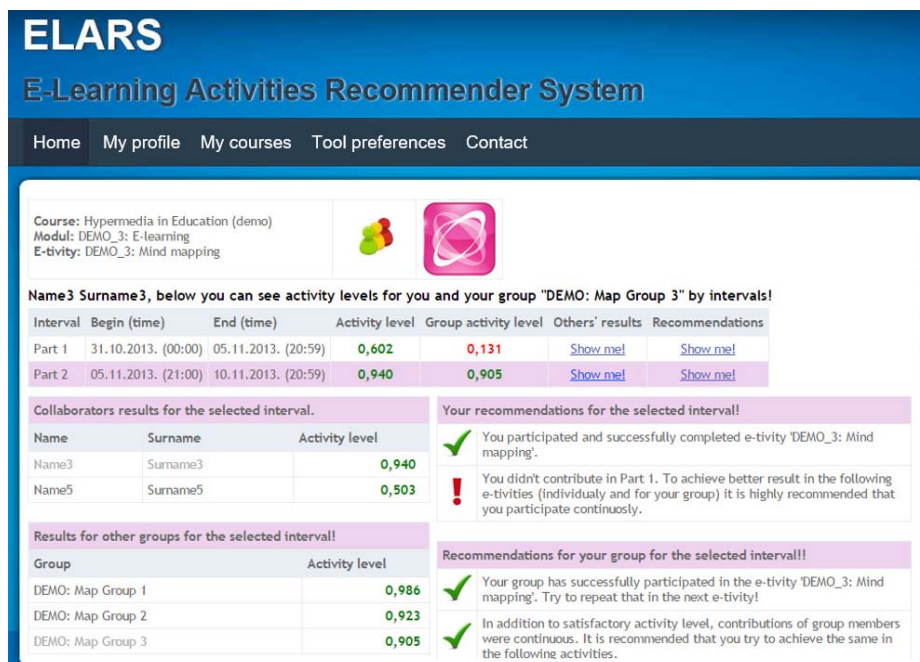 ELARS
E-Learning Activities Recommender System
Home My profile My courses Tool preferences Contact
Course: Hypermedia in Education (demo)
Modul: DEMO_3: E-learning
E-tivity: DEMO_3: Mind mapping
Name3 Surname3, below you can see activity levels for you and your group "DEMO: Map Group 3" by intervals!
Interval Begin (time) End (time) Activity level Group activity level Others' results Recommendations
Part 1 31.10.2013. (00:00) 05.11.2013. (20:59) 0,602 0,131 Show me! Show me!
Part 2 05.11.2013. (21:00) 10.11.2013. (20:59) 0,940 0,905 Show me! Show me!
Collaborators results for the selected interval.
Name Surname Activity level
Name3 Surname3 0,940
Name5 Surname5 0,503
Results for other groups for the selected interval!
Group Activity level
DEMO: Map Group 1 0,986
DEMO: Map Group 2 0,923
DEMO: Map Group 3 0,905
Your recommendations for the selected interval!
You participated and successfully completed e-tivity 'DEMO_3: Mind
mapping'.
You didn't contribute in Part 1. To achieve better result in the following
e-tivities (individualy and for your group) it is highly recommended that
you participate continuosly.
Recommendations for your group for the selected interval!!
Your group has successfully participated in the e-tivity 'DEMO_3: Mind
mapping'. Try to repeat that in the next e-tivity!
In addition to satisfactory activity level, contributions of group members
were continuous. It is recommended that you try to achieve the same in
the following activities.